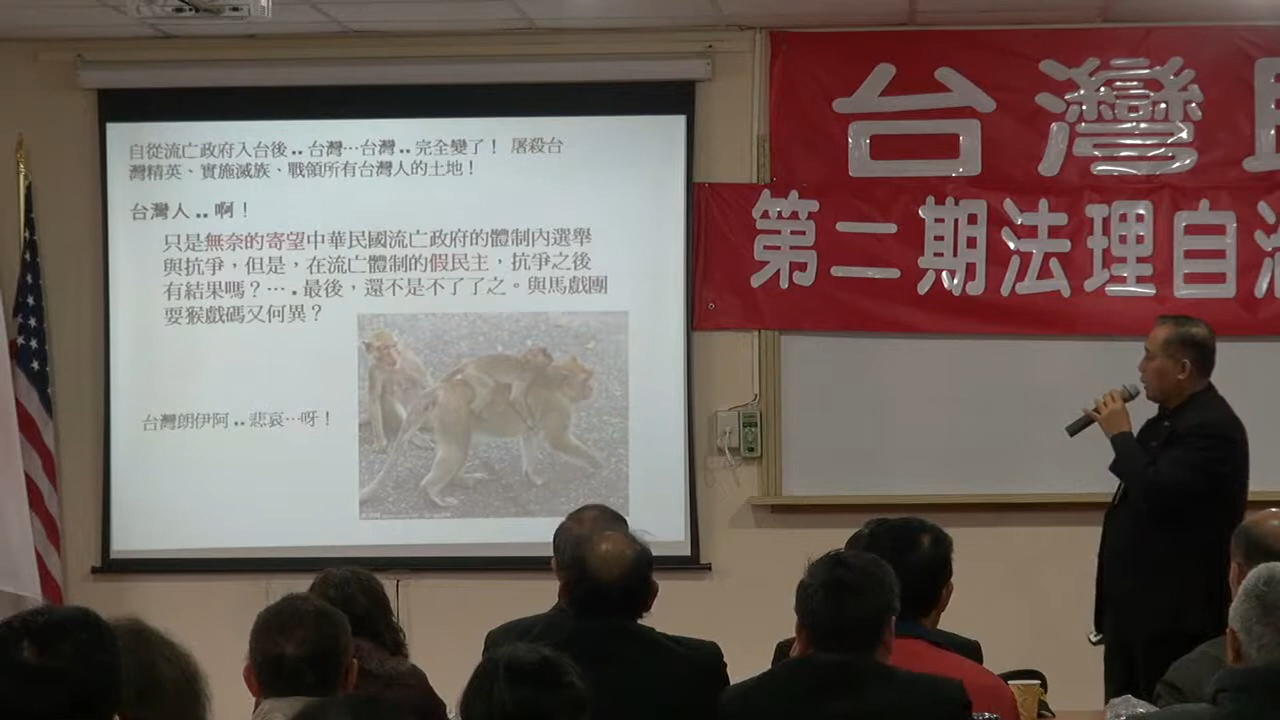 自從流亡政府入台後..台灣…台灣..完全變了！ 屠殺台
灣精英、實施滅族、戰領所有台灣人的土地！
台灣人..啊！
只是無奈的寄望中華民國流亡政府的體制內選舉
與抗爭，但是，在流亡體制的假民主，抗爭之後
有結果嗎？….最後，還不是不了了之。與馬戲團
耍猴戲碼又何異？
台灣朗伊阿..悲哀…呀！
台灣
第二期法理自治